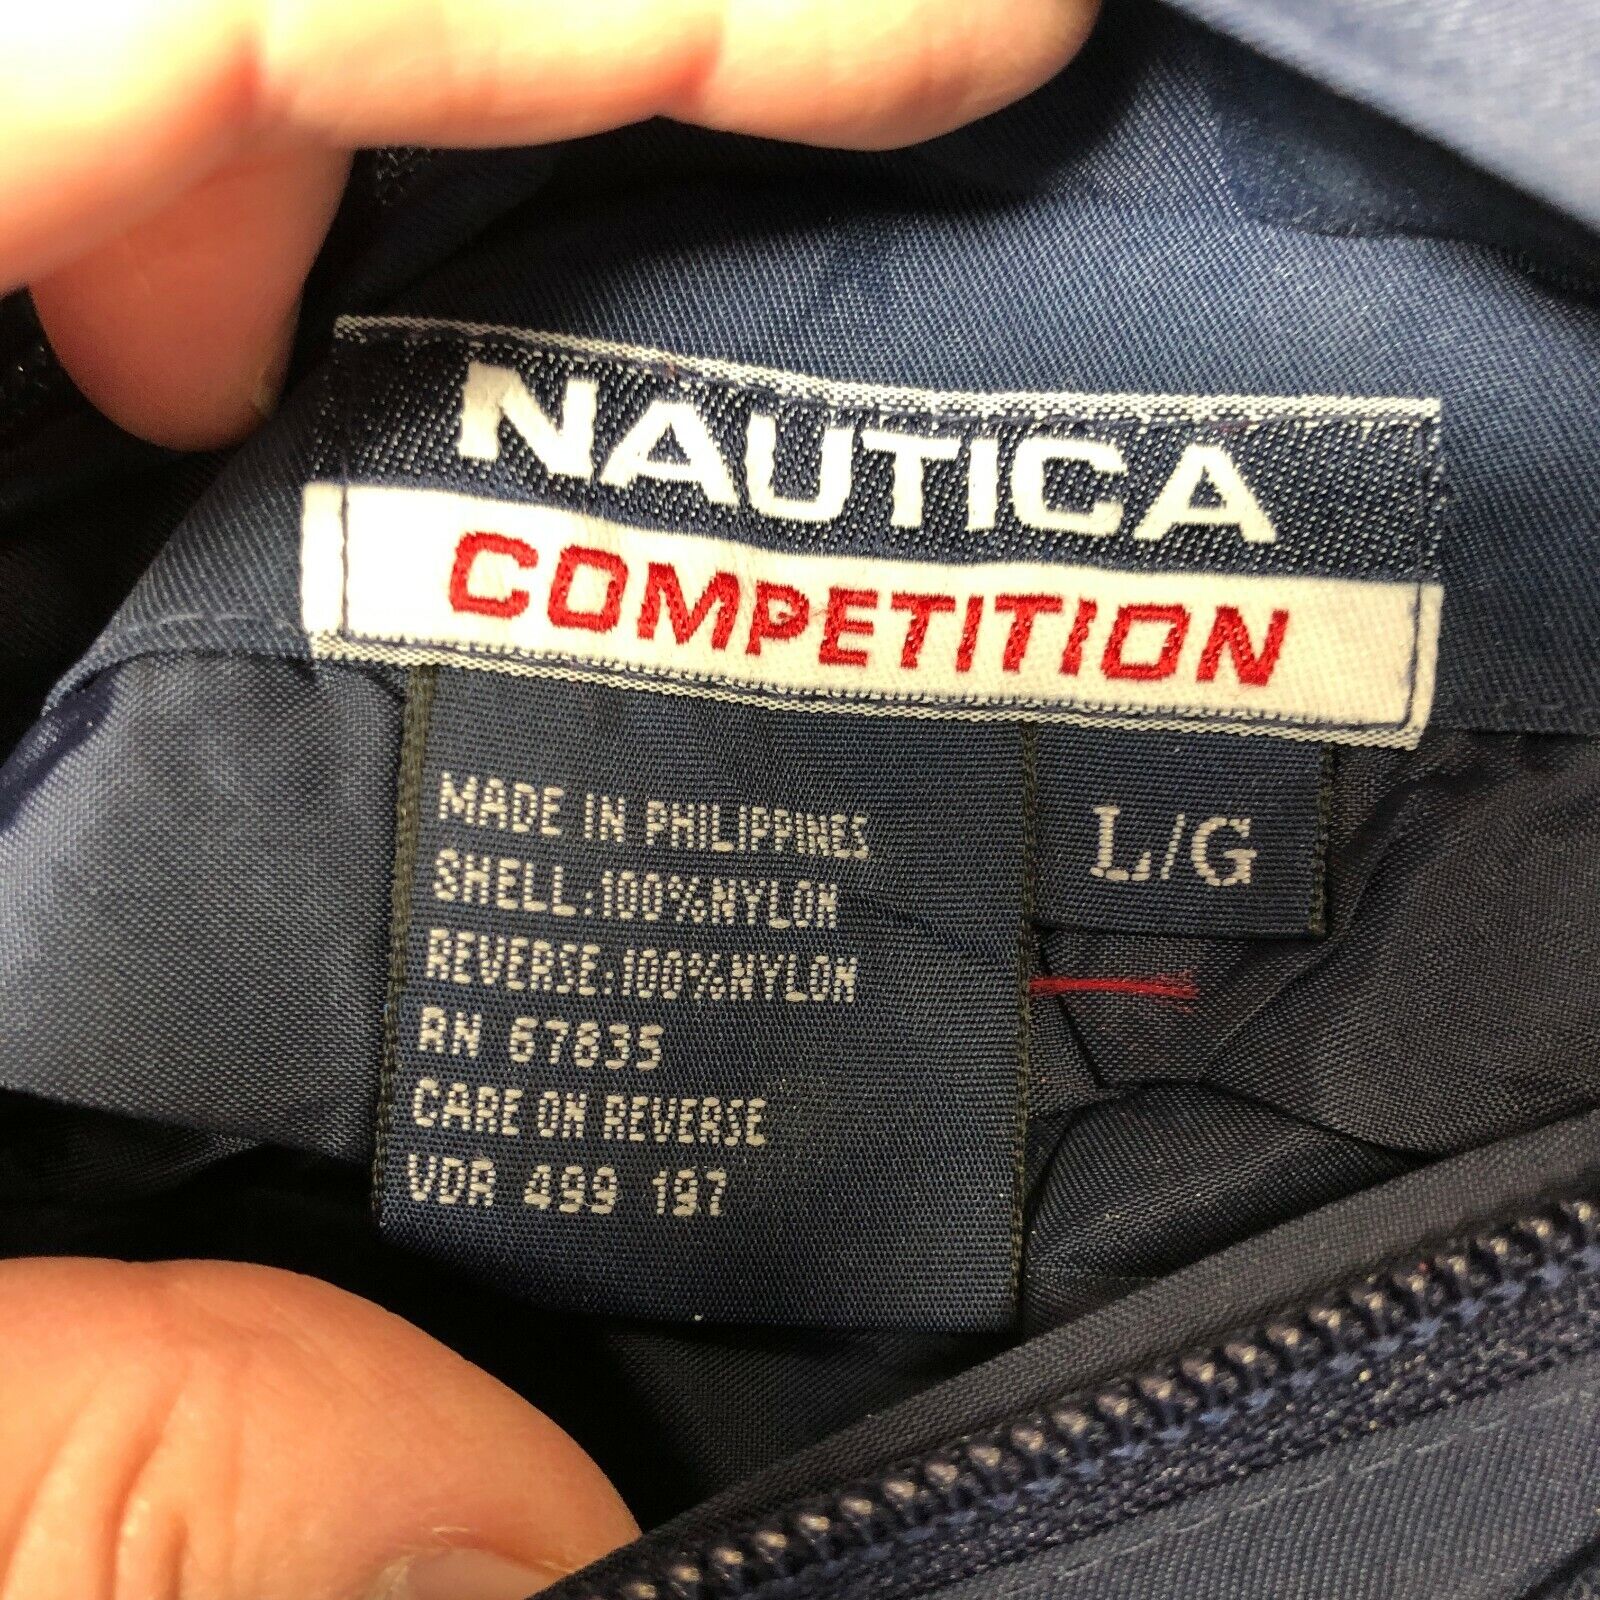 NAUTICA
COMPETITION
MADE IN PHILIPPINES
SHELL:100%NYLON
REVERSE:100%NYLON
RN 67835
CARE ON REVERSE
VDR 499 197
L/G